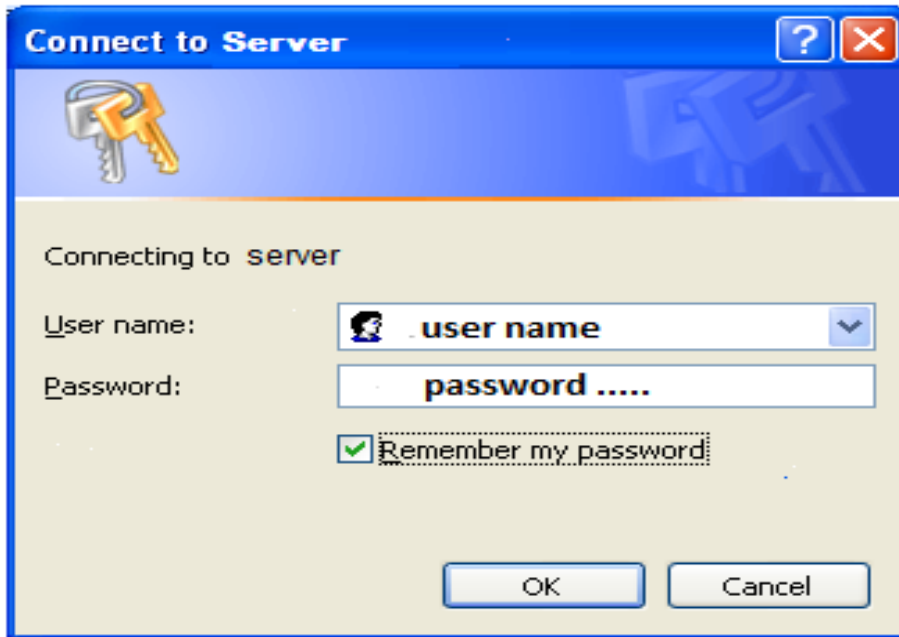 Connect to Server
?
Connecting to server
User name: user name
Password: password .....
Remember my password
OK Cancel